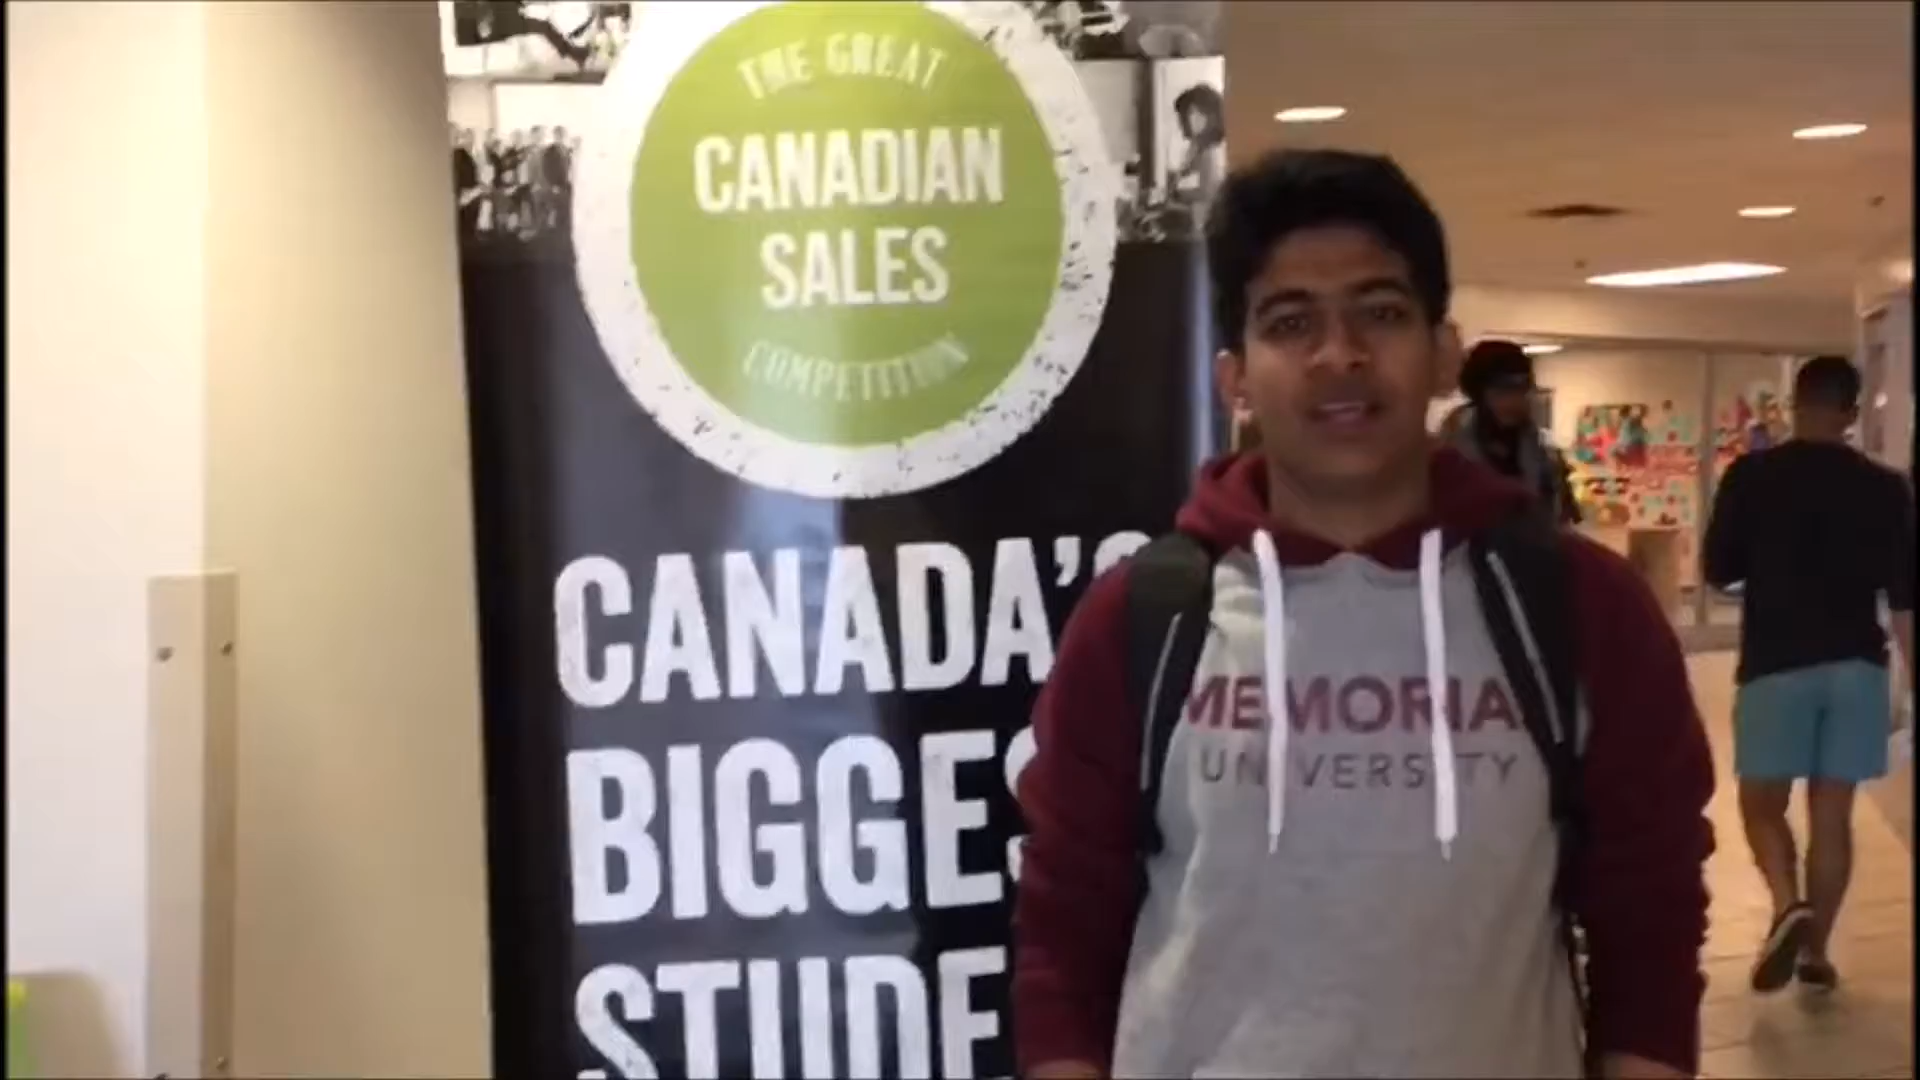 THE GREAT
CANADIAN
SALES
COMPETITION
CANADA'S
BIGGES
STUDE
MEMORIA
UNIVERSITY